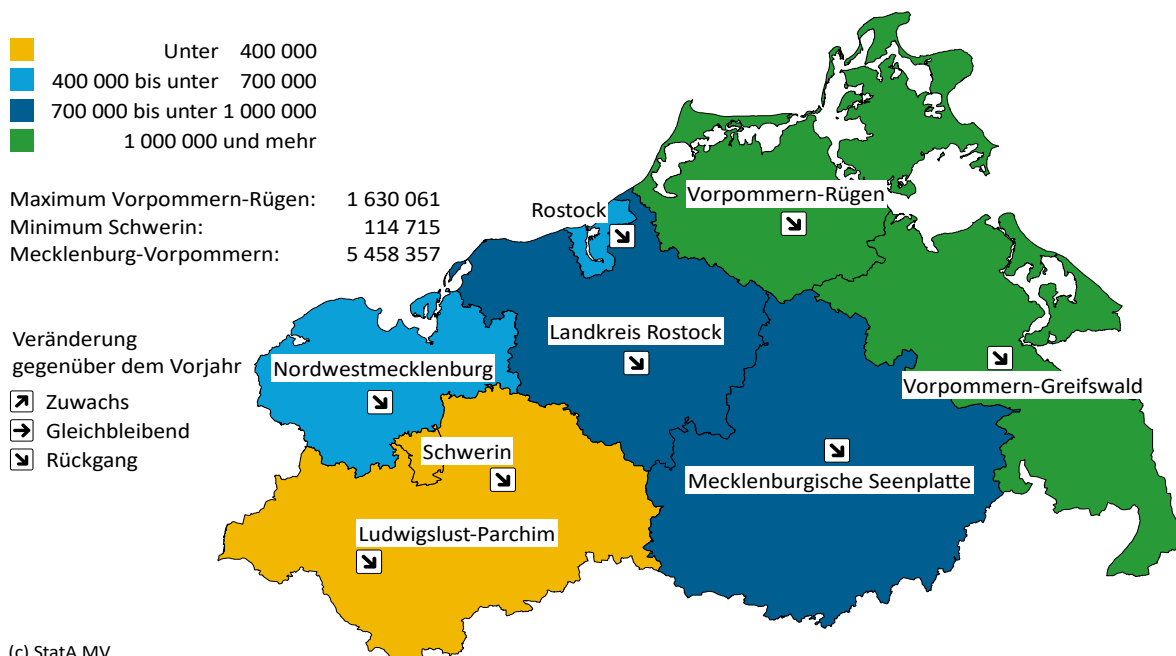 Unter 400 000
400 000 bis unter 700 000
700 000 bis unter 1 000 000
1 000 000 und mehr
Maximum Vorpommern-Rügen: 1 630 061
Minimum Schwerin: 114 715
Mecklenburg-Vorpommern: 5 458 357
Veränderung
gegenüber dem Vorjahr
Zuwachs
Gleichbleibend
Rückgang
Vorpommern-Rügen
Rostock
Landkreis Rostock
Nordwestmecklenburg
Vorpommern-Greifswald
Schwerin
Mecklenburgische Seenplatte
Ludwigslust-Parchim
(c) StatA MV